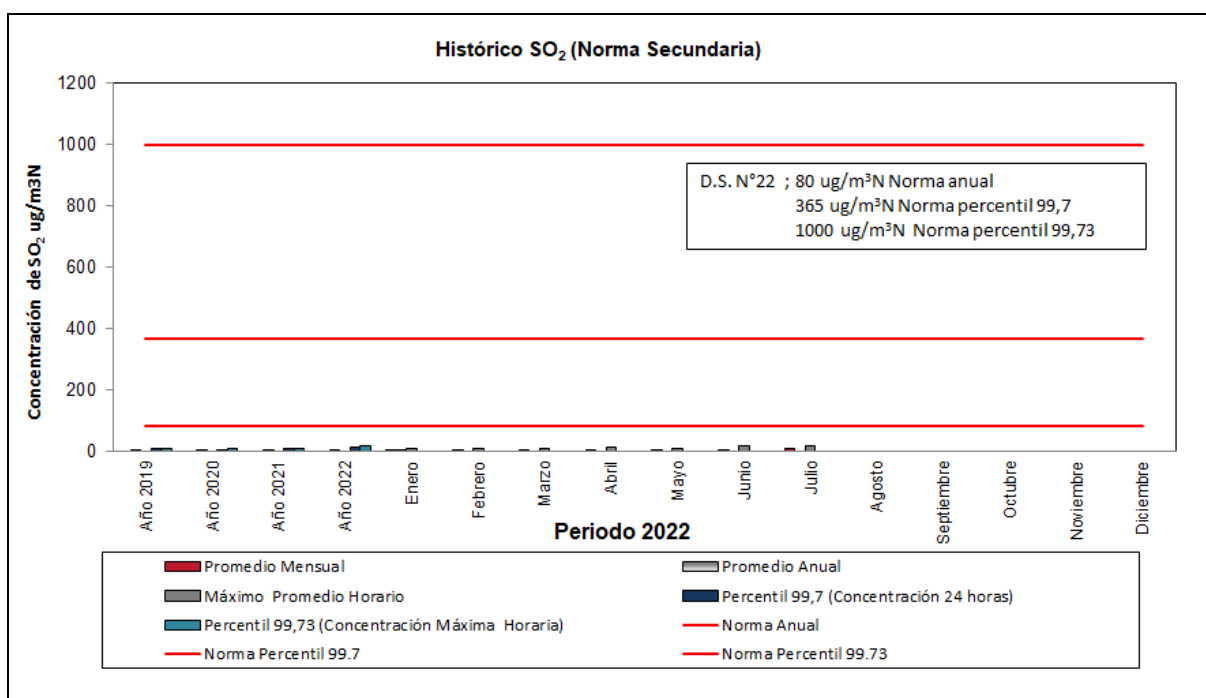 Histórico SO₂ (Norma Secundaria)
Concentración de SO₂ ug/m3N
1200
1000
800
600
400
200
0
D.S. N°22 ; 80 ug/m³N Norma anual
365 ug/m³N Norma percentil 99,7
1000 ug/m³N Norma percentil 99,73
Año 2019
Año 2020
Año 2021
Año 2022
Enero
Febrero
Marzo
Abril
Mayo
Junio
Julio
Agosto
Septiembre
Octubre
Noviembre
Diciembre
Periodo 2022
Promedio Mensual
Promedio Anual
Máximo Promedio Horario
Percentil 99,7 (Concentración 24 horas)
Percentil 99,73 (Concentración Máxima Horaria)
Norma Anual
Norma Percentil 99.7
Norma Percentil 99.73